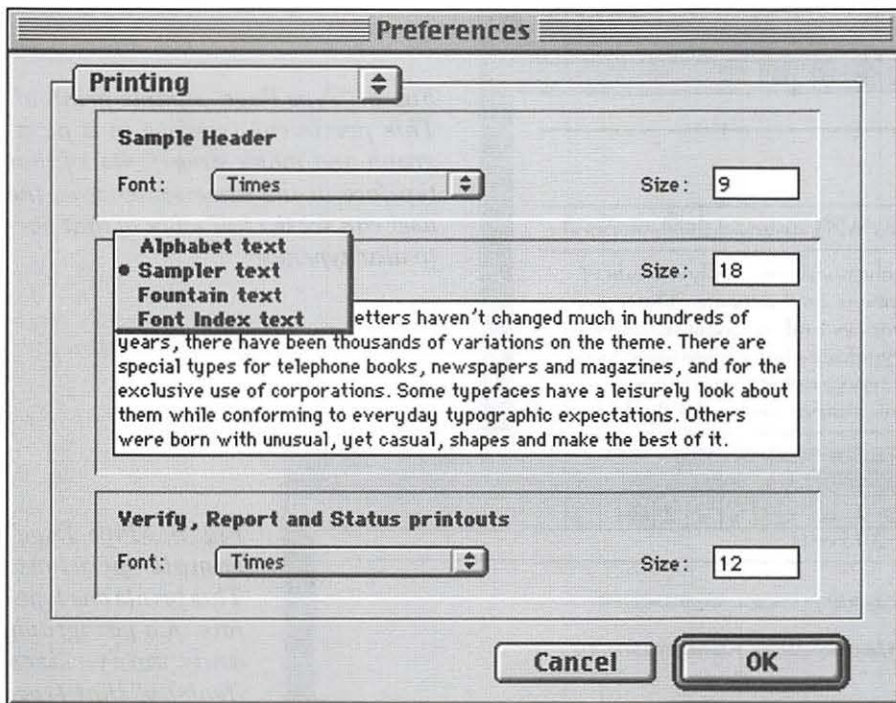 Preferences
Printing
Sample Header
Font: Times Size: 9
Alphabet text
Sampler text Size: 18
Fountain text
Font Index text
etters haven't changed much in hundreds of
years, there have been thousands of variations on the theme. There are
special types for telephone books, newspapers and magazines, and for the
exclusive use of corporations. Some typefaces have a leisurely look about
them while conforming to everyday typographic expectations. Others
were born with unusual, yet casual, shapes and make the best of it.
Verify, Report and Status printouts
Font: Times Size: 12
Cancel OK